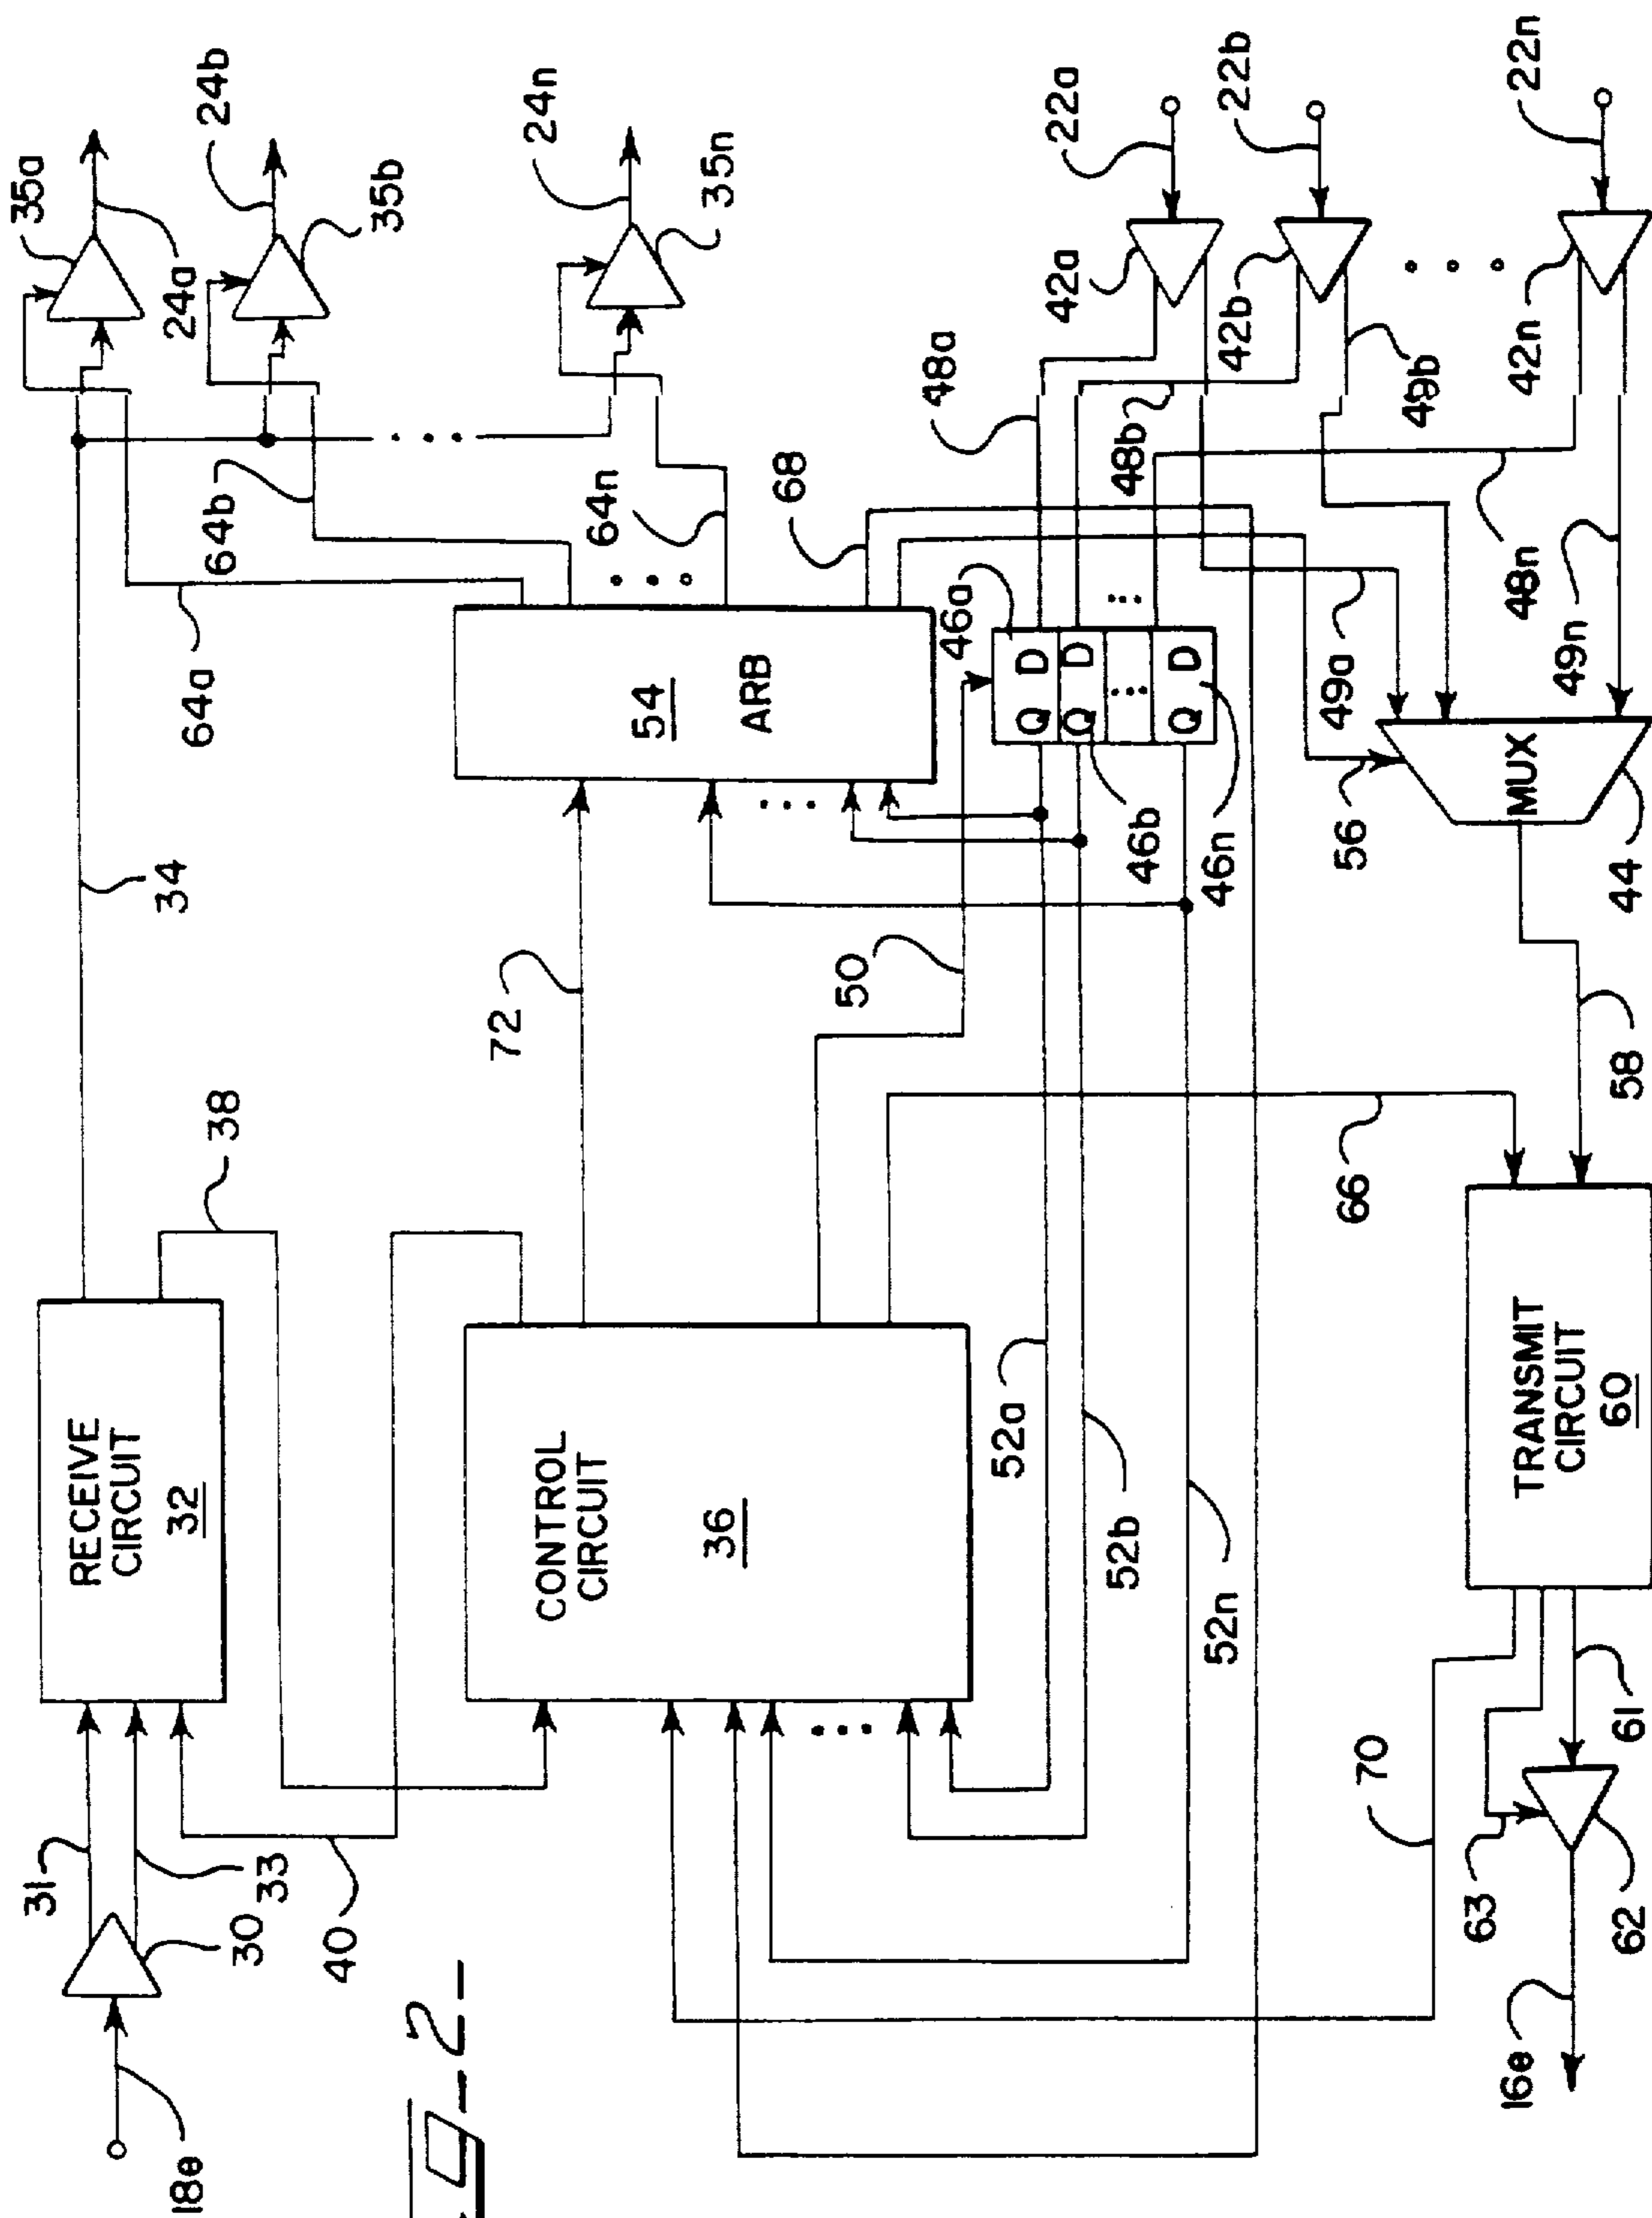 18e
30
31
33
RECEIVE
CIRCUIT
32
38
40
34
35a
24a
24b
35b
24n
35n
64a
64b
64n
CONTROL
CIRCUIT
36
72
54
ARB
68
50
46a
Q D
Q D
Q D
46b
46n
48a
48b
48n
42a
22a
42b
22b
42n
22n
49a
49b
49n
52a
52b
52n
56
MUX
44
58
66
TRANSMIT
CIRCUIT
60
70
61
63
62
16e
2